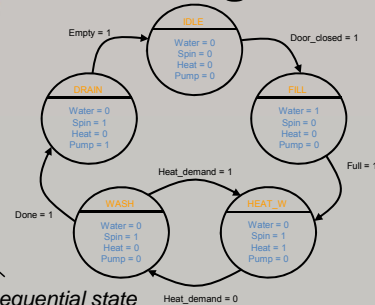 IDLE
Water = 0
Spin = 0
Heat = 0
Pump = 0
Empty = 1
Door_closed = 1
DRAIN
Water = 0
Spin = 1
Heat = 0
Pump = 1
FILL
Water = 1
Spin = 0
Heat = 0
Pump = 0
Heat_demand = 1
Full = 1
WASH
Water = 0
Spin = 1
Heat = 0
Pump = 0
HEAT_W
Water = 0
Spin = 1
Heat = 1
Pump = 0
Done = 1
Heat_demand = 0
equential state